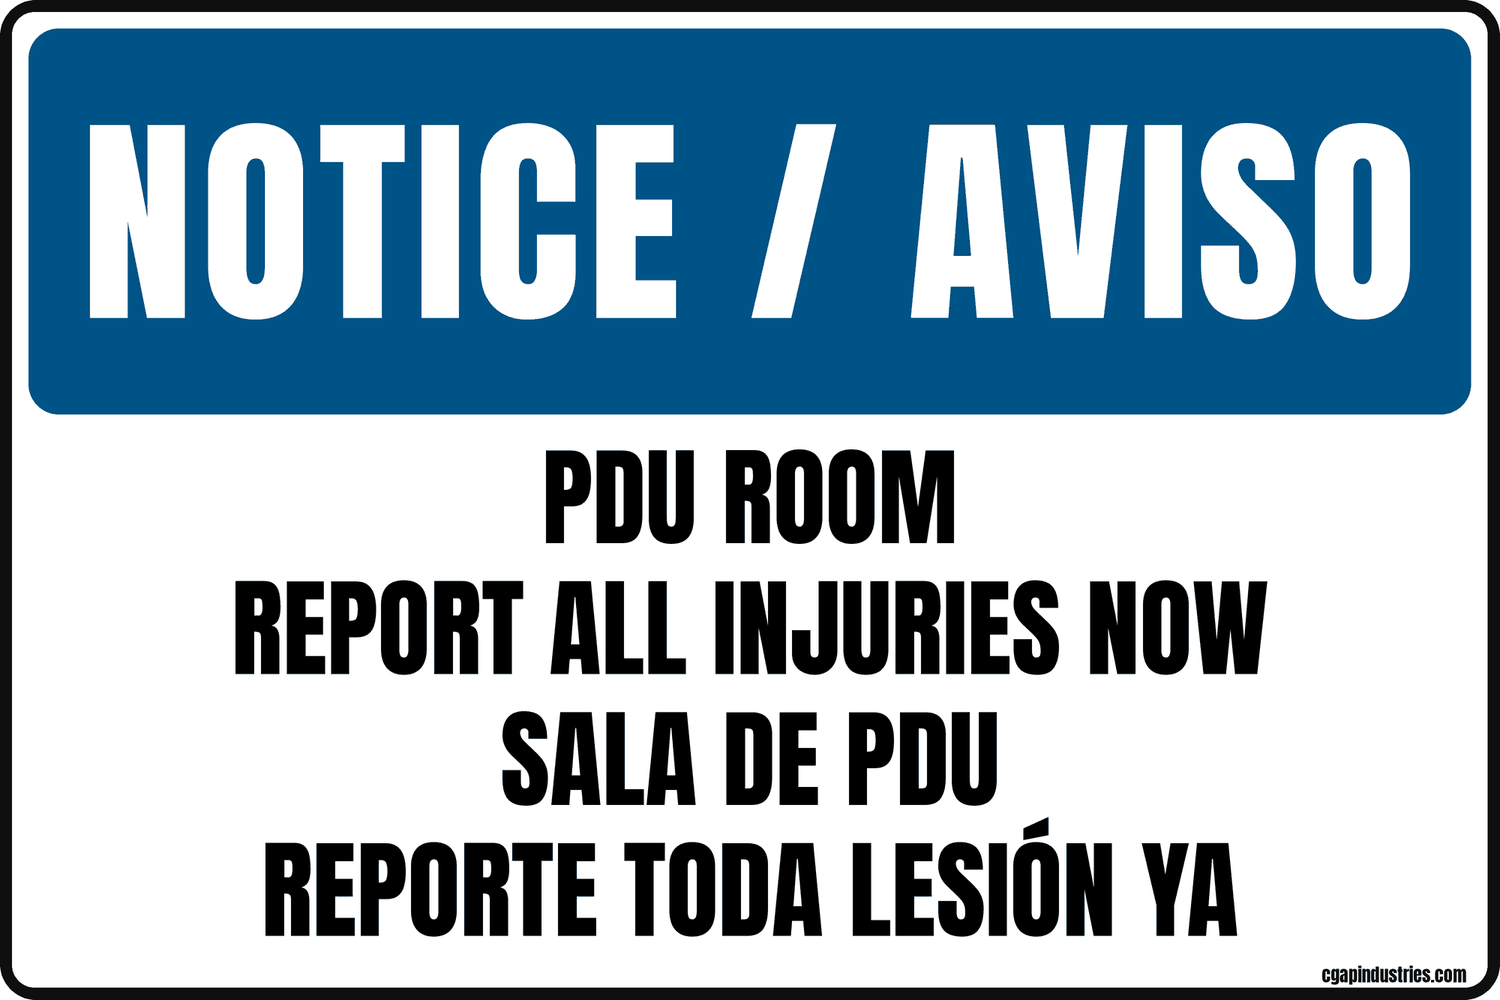 NOTICE / AVISO
PDU ROOM
REPORT ALL INJURIES NOW
SALA DE PDU
REPORTE TODA LESIÓN YA
cgapindustries.com